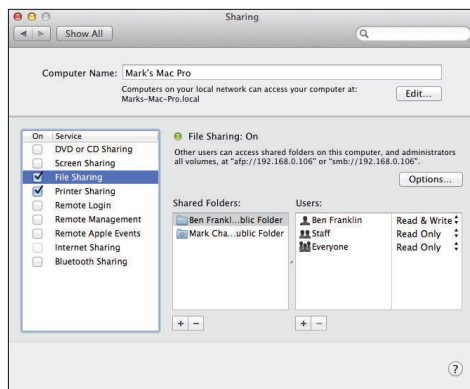 Sharing
Show All
Computer Name: Mark's Mac Pro
Computers on your local network can access your computer at:
Marks-Mac-Pro.local
Edit...
On Service
DVD or CD Sharing
Screen Sharing
File Sharing
Printer Sharing
Remote Login
Remote Management
Remote Apple Events
Internet Sharing
Bluetooth Sharing
File Sharing: On
Other users can access shared folders on this computer, and administrators
all volumes, at "afp://192.168.0.106" or "smb://192.168.0.106".
Options...
Shared Folders:
Ben Frankl...blic Folder
Mark Cha...ublic Folder
Users:
Ben Franklin Read & Write
Staff Read Only
Everyone Read Only
+ −
+ −
?